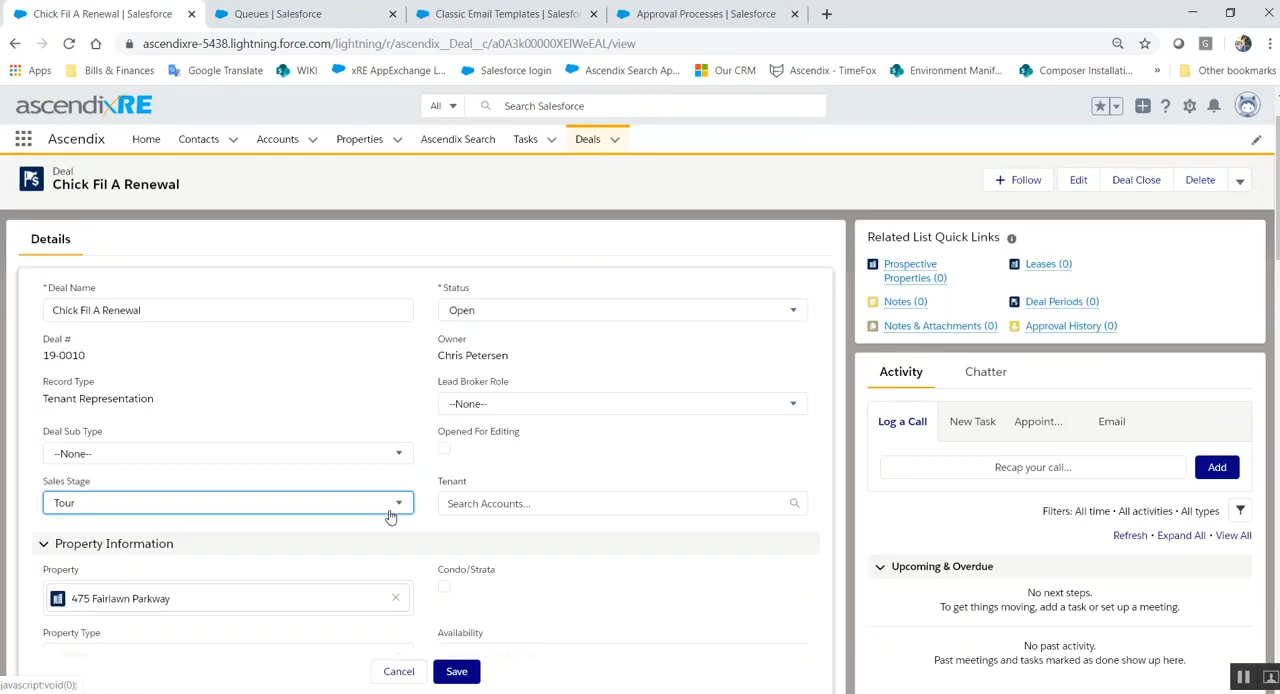 Chick Fil A Renewal | Salesforce
Queues | Salesforce
Classic Email Templates | Salesfo
Approval Processes | Salesforce
ascendixre-5438.lightning.force.com/lightning/r/ascendix__Deal__c/a0A3k00000XElWeEAL/view
Apps
Bills & Finances
Google Translate
WIKI
xRE AppExchange L...
Salesforce login
Ascendix Search Ap...
Our CRM
Ascendix - TimeFox
Environment Manif...
Composer Installati...
»
Other bookmarks
ascendixRE
All
Search Salesforce
Ascendix
Home
Contacts
Accounts
Properties
Ascendix Search
Tasks
Deals
Deal
Chick Fil A Renewal
+ Follow
Edit
Deal Close
Delete
Details
*Deal Name
Chick Fil A Renewal
*Status
Open
Deal #
19-0010
Owner
Chris Petersen
Record Type
Tenant Representation
Lead Broker Role
--None--
Deal Sub Type
--None--
Opened For Editing
Sales Stage
Tour
Tenant
Search Accounts...
Property Information
Property
475 Fairlawn Parkway
Condo/Strata
Property Type
Availability
Cancel
Save
Related List Quick Links
Prospective Properties (0)
Leases (0)
Notes (0)
Deal Periods (0)
Notes & Attachments (0)
Approval History (0)
Activity
Chatter
Log a Call
New Task
Appoint...
Email
Recap your call...
Add
Filters: All time • All activities • All types
Refresh • Expand All • View All
Upcoming & Overdue
No next steps.
To get things moving, add a task or set up a meeting.
No past activity.
Past meetings and tasks marked as done show up here.
javascript:void(0);